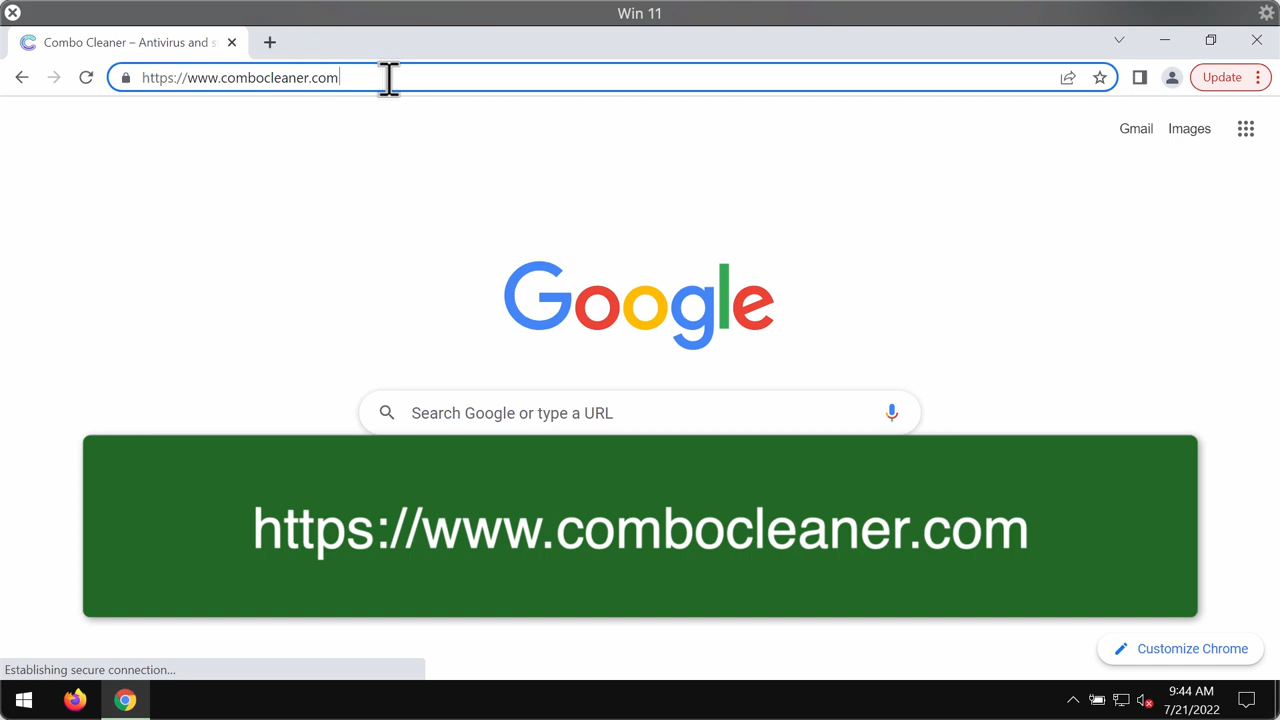 Win 11
Combo Cleaner – Antivirus and
https://www.combocleaner.com
Update
Gmail
Images
Google
Search Google or type a URL
https://www.combocleaner.com
Customize Chrome
Establishing secure connection...
9:44 AM
7/21/2022